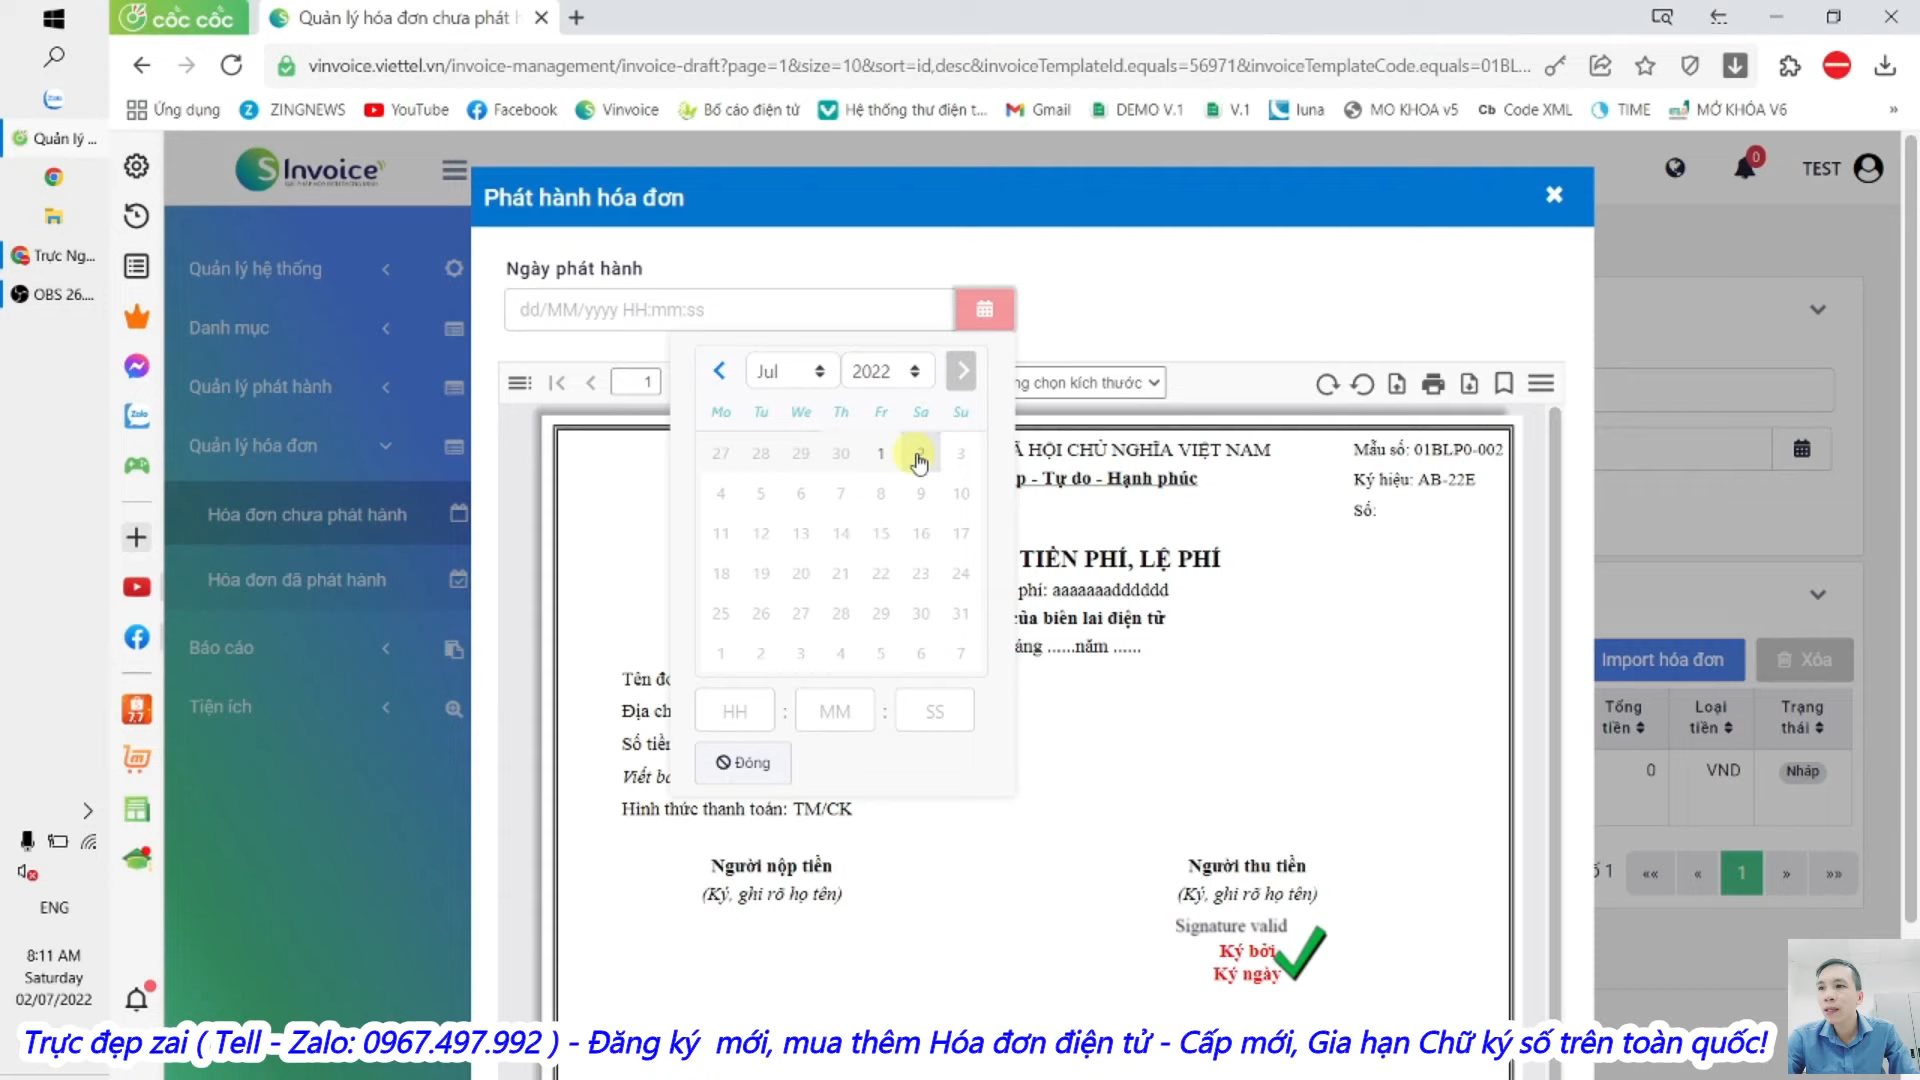 cốc cốc
Quản lý hóa đơn chưa phát h
vinvoice.viettel.vn/invoice-management/invoice-draft?page=1&size=10&sort=id,desc&invoiceTemplateId.equals=56971&invoiceTemplateCode.equals=01BL...
Ứng dụng ZINGNEWS YouTube Facebook Vinvoice Bố cáo điện tử Hệ thống thư điện t... Gmail DEMO V.1 V.1 luna MO KHOA v5 Cb Code XML TIME MỞ KHÓA V6 »
Quản lý ...
Trực Ng...
OBS 26....
S Invoice
0
TEST
Quản lý hệ thống
Danh mục
Quản lý phát hành
Quản lý hóa đơn
Hóa đơn chưa phát hành
Hóa đơn đã phát hành
Báo cáo
Tiện ích
Zalo
7.7
Phát hành hóa đơn
Ngày phát hành
dd/MM/yyyy HH:mm:ss
1
ng chọn kích thước
Jul 2022
Mo Tu We Th Fr Sa Su
27 28 29 30 1 2 3
4 5 6 7 8 9 10
11 12 13 14 15 16 17
18 19 20 21 22 23 24
25 26 27 28 29 30 31
1 2 3 4 5 6 7
HH : MM : SS
Đóng
Ã HỘI CHỦ NGHĨA VIỆT NAM
p - Tự do - Hạnh phúc
Mẫu số: 01BLP0-002
Ký hiệu: AB-22E
Số:
TIỀN PHÍ, LỆ PHÍ
phí: aaaaaaadddddd
của biên lai điện tử
áng ......năm ......
Tên đ
Địa ch
Số tiề
Viết b
Hình thức thanh toán: TM/CK
Người nộp tiền
(Ký, ghi rõ họ tên)
Người thu tiền
(Ký, ghi rõ họ tên)
Signature valid
Ký bởi
Ký ngày
Import hóa đơn
Xóa
Tổng tiền
Loại tiền
Trạng thái
0 VND Nháp
1 «« « 1 » »»
ENG
8:11 AM
Saturday
02/07/2022
Trực đẹp zai ( Tell - Zalo: 0967.497.992 ) - Đăng ký mới, mua thêm Hóa đơn điện tử - Cấp mới, Gia hạn Chữ ký số trên toàn quốc!